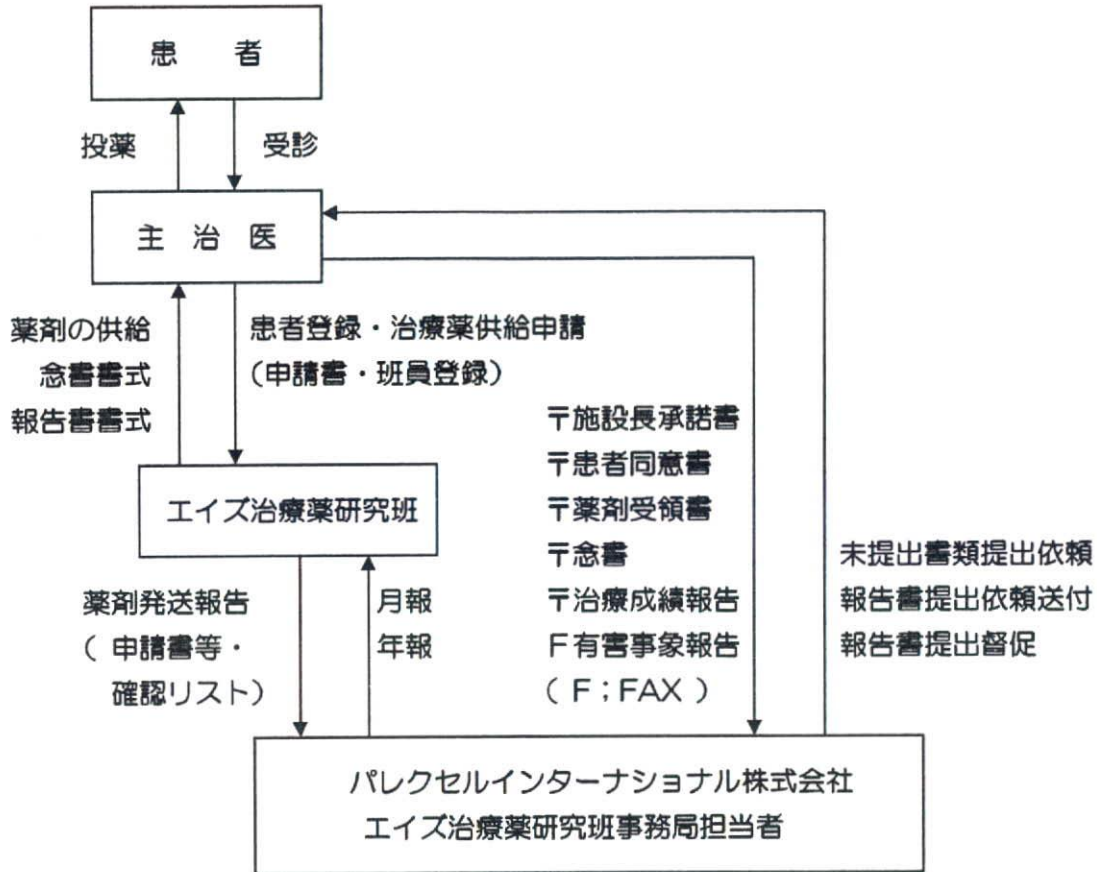 患 者
投薬
受診
主 治 医
薬剤の供給
念書書式
報告書書式
患者登録・治療薬供給申請
(申請書・班員登録)
エイズ治療薬研究班
薬剤発送報告
( 申請書等・
確認リスト)
月報
年報
〒施設長承諾書
〒患者同意書
〒薬剤受領書
〒念書
〒治療成績報告
F有害事象報告
( F;FAX )
未提出書類提出依頼
報告書提出依頼送付
報告書提出督促
パレクセルインターナショナル株式会社
エイズ治療薬研究班事務局担当者